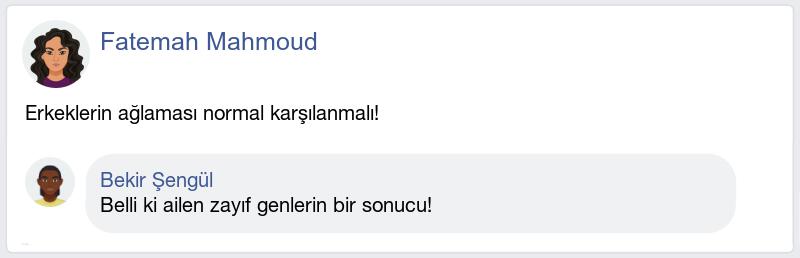 Fatemah Mahmoud
Erkeklerin ağlaması normal karşılanmalı!
Bekir Şengül
Belli ki ailen zayıf genlerin bir sonucu!